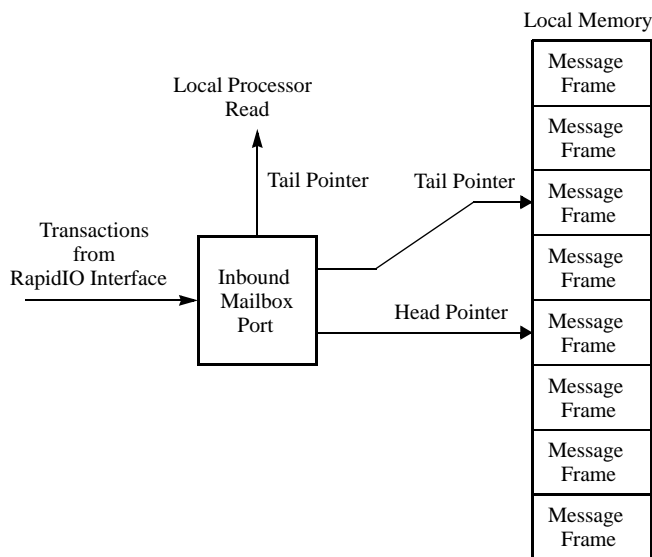 Local Memory
Message
Frame
Message
Frame
Message
Frame
Message
Frame
Message
Frame
Message
Frame
Message
Frame
Message
Frame
Local Processor
Read
Tail Pointer
Tail Pointer
Transactions
from
RapidIO Interface
Inbound
Mailbox
Port
Head Pointer